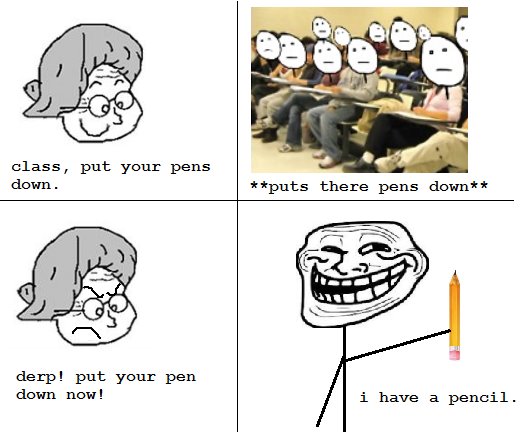 class, put your pens
down.
**puts there pens down**
derp! put your pen
down now!
i have a pencil.